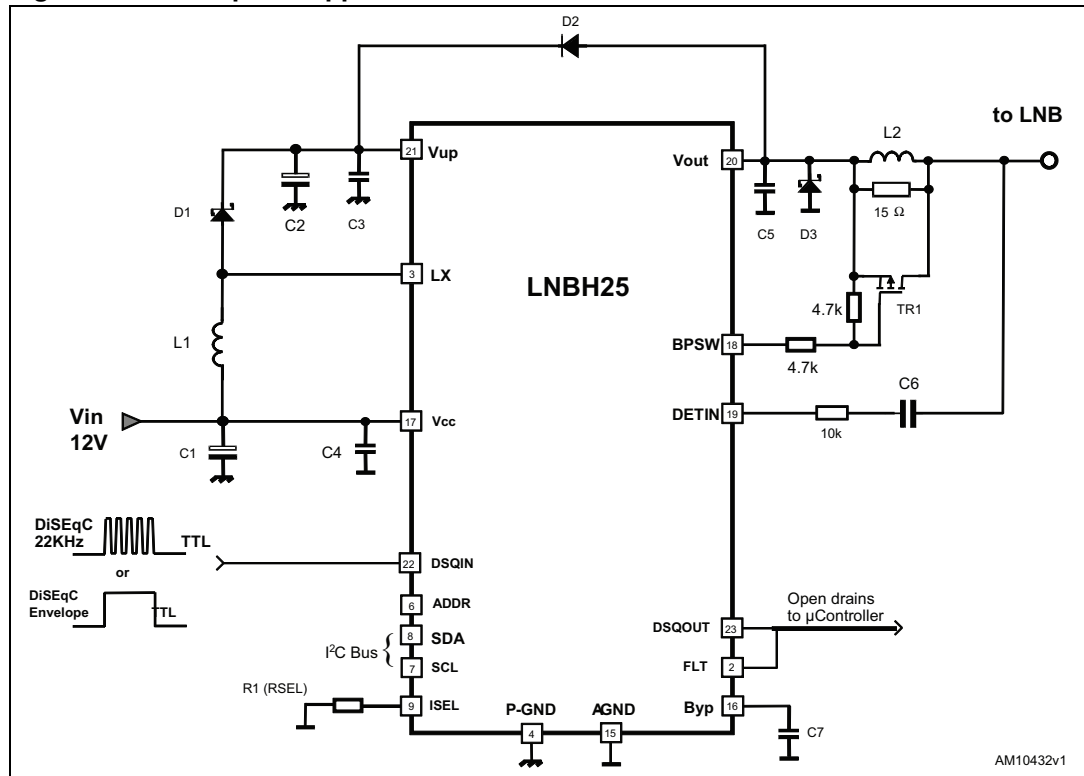 D2
to LNB
21
Vup
Vout
20
L2
D1
C2
C3
C5
D3
15 Ω
3
LX
LNBH25
4.7k
TR1
L1
BPSW
18
4.7k
C6
Vin
12V
17
Vcc
DETIN
19
10k
C1
C4
DiSEqC
22KHz
TTL
or
DiSEqC
Envelope
TTL
22
DSQIN
6
ADDR
8
SDA
I²C Bus
7
SCL
R1 (RSEL)
9
ISEL
Open drains
to µController
DSQOUT
23
FLT
2
P-GND
AGND
Byp
16
4
15
C7
AM10432v1